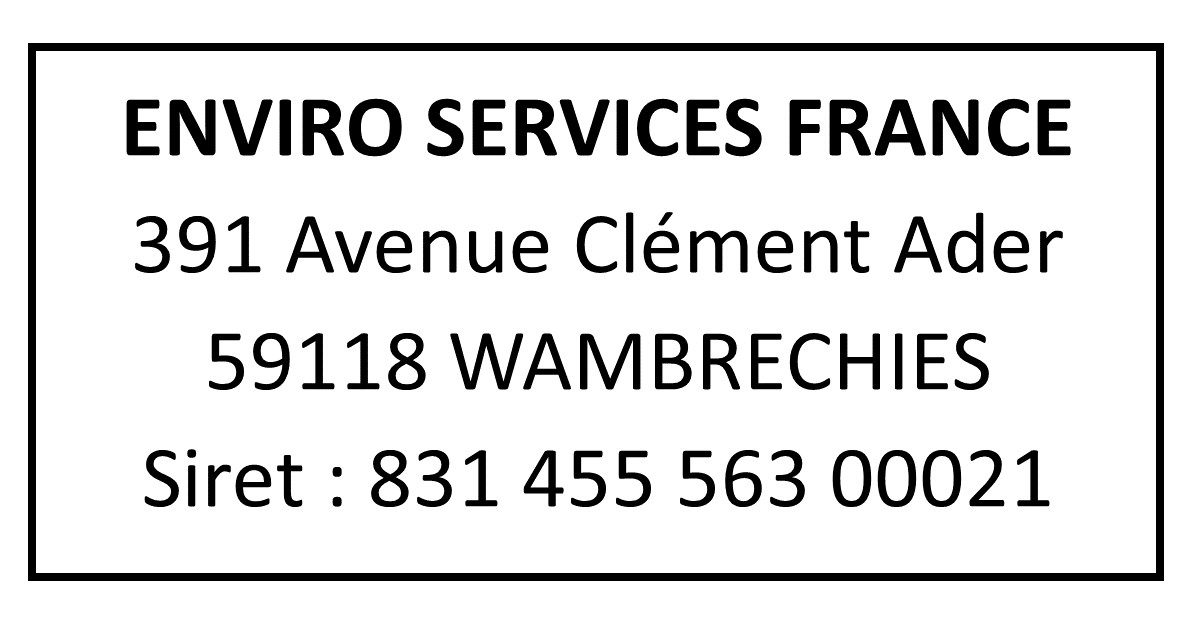 ENVIRO SERVICES FRANCE
391 Avenue Clément Ader
59118 WAMBRECHIES
Siret : 831 455 563 00021